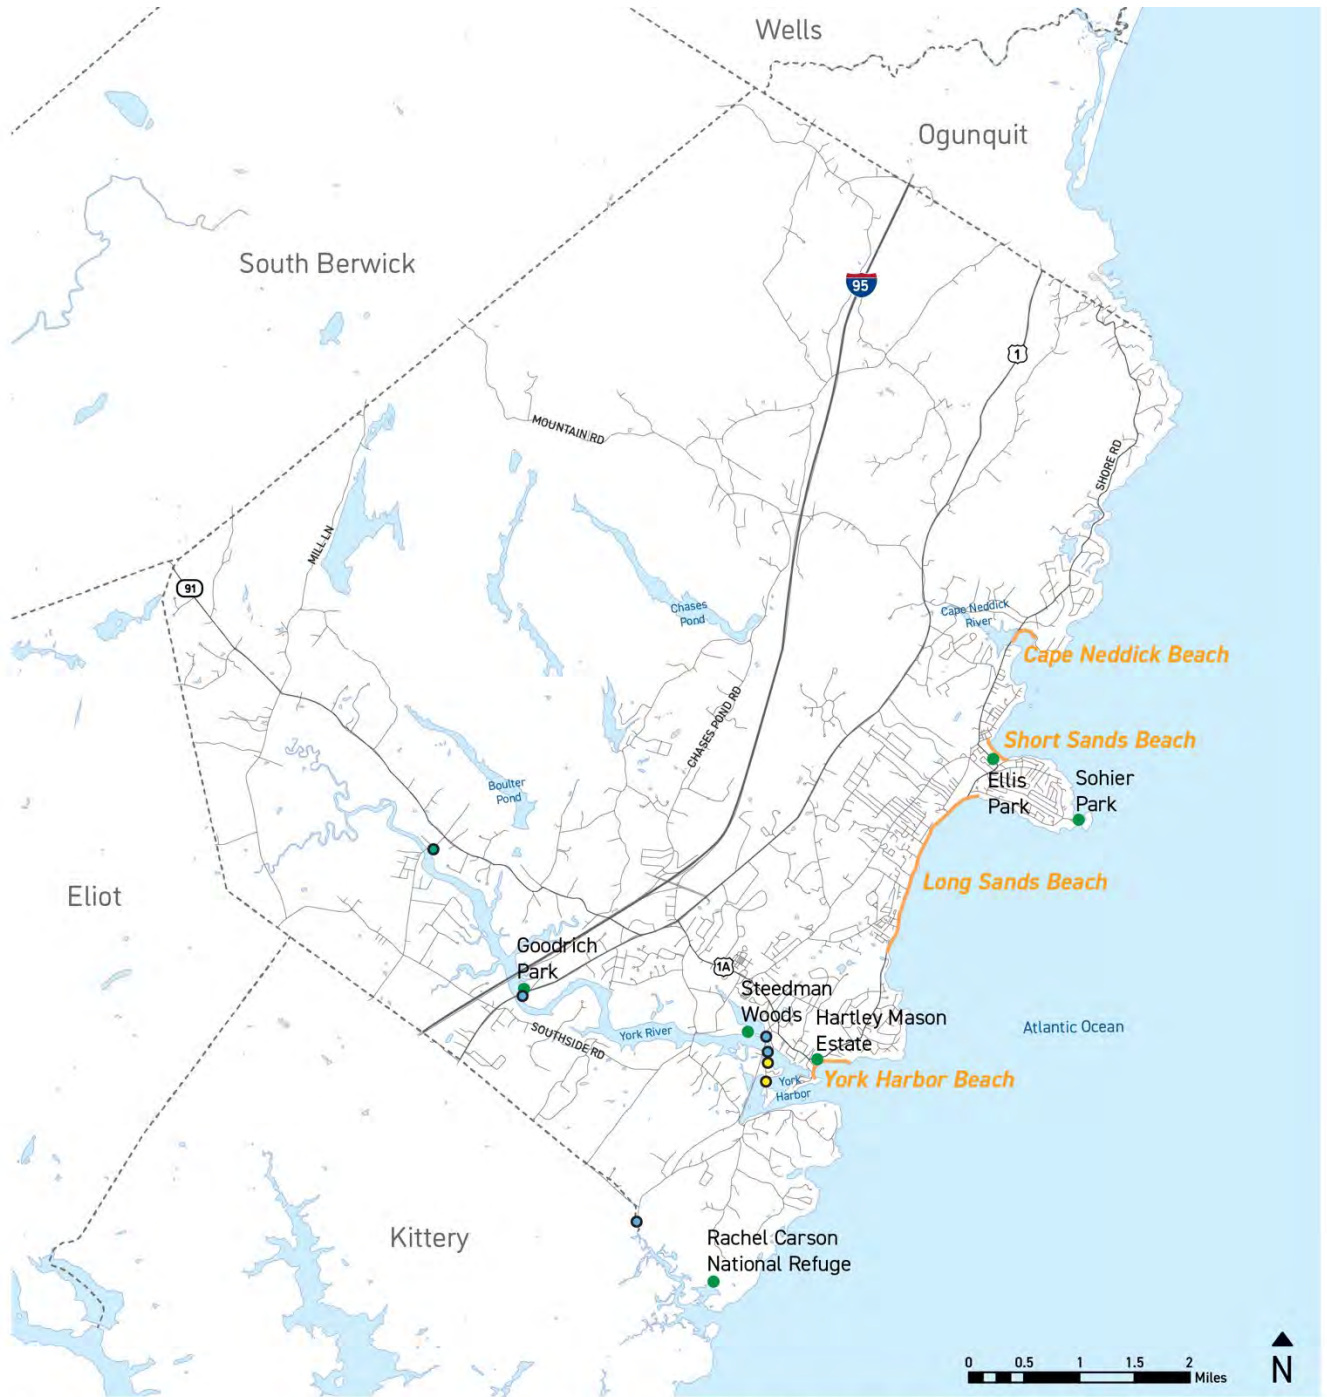 Wells
Ogunquit
South Berwick
95
1
MOUNTAIN RD
SHORE RD
MILL LN
91
Chases
Pond
Cape Neddick
River
Cape Neddick Beach
CHASES POND RD
Short Sands Beach
Ellis
Park
Sohier
Park
Boulter
Pond
Long Sands Beach
Eliot
Goodrich
Park
1A
Steedman
Woods
Hartley Mason
Estate
SOUTHSIDE RD
York River
Atlantic Ocean
York Harbor Beach
York
Harbor
Kittery
Rachel Carson
National Refuge
0 0.5 1 1.5 2
Miles
N